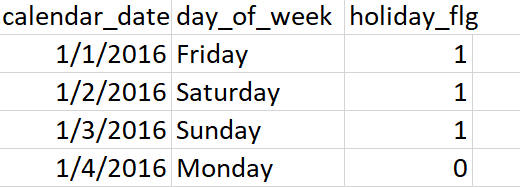 calendar_date day_of_week holiday_flg
1/1/2016 Friday 1
1/2/2016 Saturday 1
1/3/2016 Sunday 1
1/4/2016 Monday 0